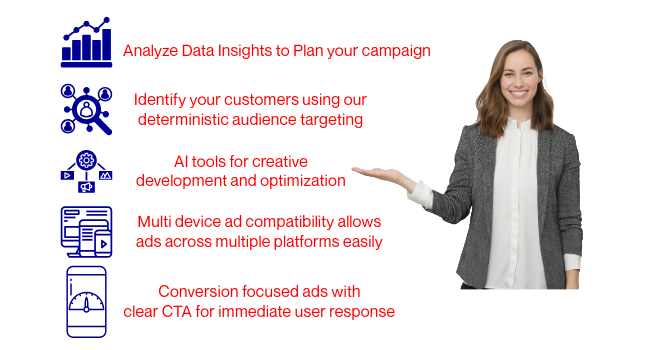 Analyze Data Insights to Plan your campaign
Identify your customers using our
deterministic audience targeting
AI tools for creative
development and optimization
Multi device ad compatibility allows
ads across multiple platforms easily
Conversion focused ads with
clear CTA for immediate user response